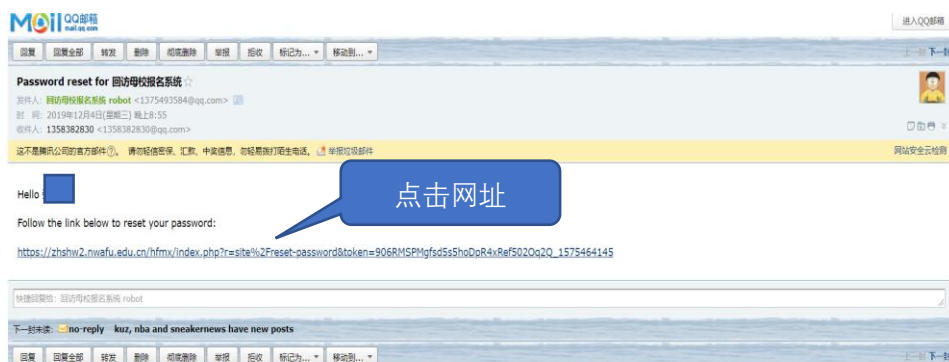 Mail QQ邮箱
mail.qq.com
进入QQ邮箱
回复 回复全部 转发 删除 彻底删除 举报 拒收 标记为... 移动到...
上一封 下一封
Password reset for 回访母校报名系统☆
发件人: 回访母校报名系统 robot <1375493584@qq.com>
时 间: 2019年12月4日(星期三) 晚上8:55
收件人: 1358382830 <1358382830@qq.com>
这不是腾讯公司的官方邮件。 请勿轻信密保、汇款、中奖信息,勿轻易拨打陌生电话。 举报垃圾邮件
网站安全云检测
Hello
点击网址
Follow the link below to reset your password:
https://zhshw2.nwafu.edu.cn/hfmx/index.php?r=site%2Freset-password&token=906RMSPMgfsd5s5hoDpR4xRef502Oq2Q_1575464145
快捷回复给: 回访母校报名系统 robot
下一封未读: no-reply kuz, nba and sneakernews have new posts
回复 回复全部 转发 删除 彻底删除 举报 拒收 标记为... 移动到...
上一封 下一封